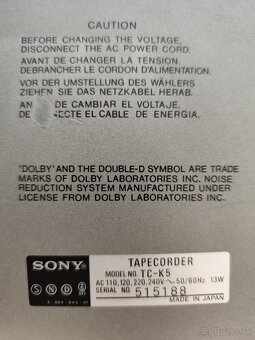 CAUTION
BEFORE CHANGING THE VOLTAGE,
DISCONNECT THE AC POWER CORD.
AVANT DE CHANGER LA TENSION,
DEBRANCHER LE CORDON D'ALIMENTATION.
VOR DER UMSTELLUNG DES WÄHLERS
ZIEHEN SIE DAS NETZKABEL HERAB.
DE CAMBIAR EL VOLTAJE,
CTE EL CABLE DE ENERGIA.
"DOLBY" AND THE DOUBLE-D SYMBOL ARE TRADE
MARKS OF DOLBY LABORATORIES INC. NOISE
REDUCTION SYSTEM MANUFACTURED UNDER
LICENSE FROM DOLBY LABORATORIES INC.
SONY
TAPECORDER
MODEL NO. TC-K5
AC 110, 120, 220, 240V ~ 50/60Hz 13W
S N D
SERIAL NO. 515188
MADE IN JAPAN